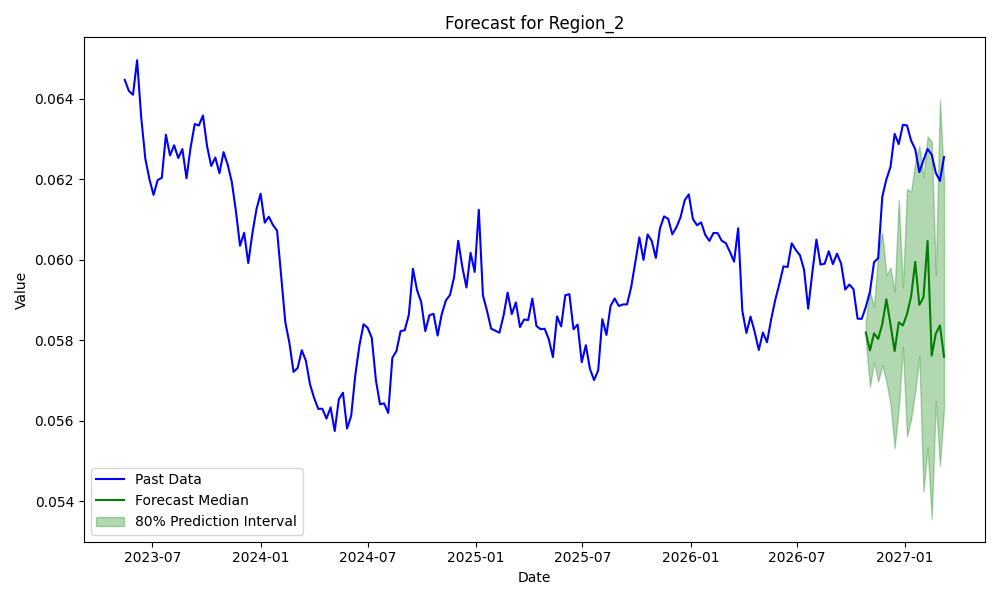 Forecast for Region_2
Value
0.064
0.062
0.060
0.058
0.056
0.054
Past Data
Forecast Median
80% Prediction Interval
2023-07
2024-01
2024-07
2025-01
2025-07
2026-01
2026-07
2027-01
Date